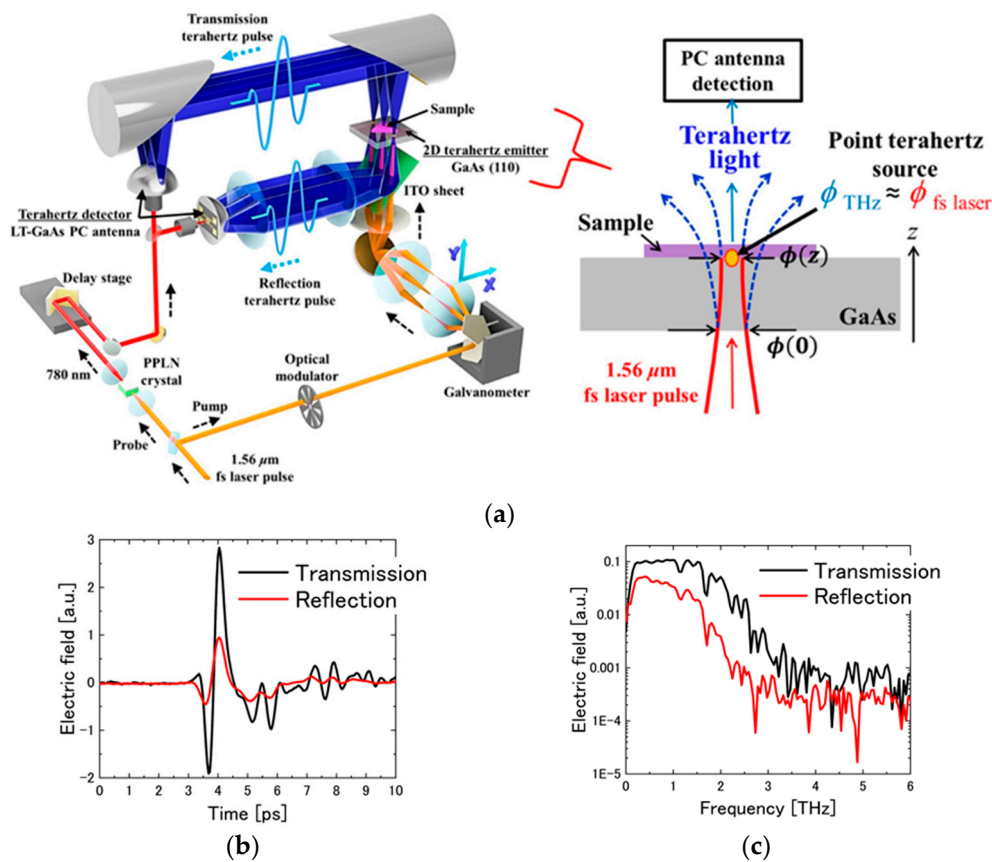 Transmission
terahertz pulse
Sample
2D terahertz emitter
GaAs (110)
ITO sheet
Terahertz detector
LT-GaAs PC antenna
Reflection
terahertz pulse
Y
X
Delay stage
780 nm
PPLN
crystal
Optical
modulator
Galvanometer
Pump
Probe
1.56 µm
fs laser pulse
PC antenna
detection
Terahertz
light
Point terahertz
source
ϕ THz ≈ ϕ fs laser
Sample
ϕ(z)
z
GaAs
ϕ(0)
1.56 µm
fs laser pulse
(a)
Electric field [a.u.]
3
2
1
0
−1
−2
Transmission
Reflection
0 1 2 3 4 5 6 7 8 9 10
Time [ps]
(b)
Electric field [a.u.]
0.1
0.01
0.001
1E−4
1E−5
Transmission
Reflection
0 1 2 3 4 5 6
Frequency [THz]
(c)